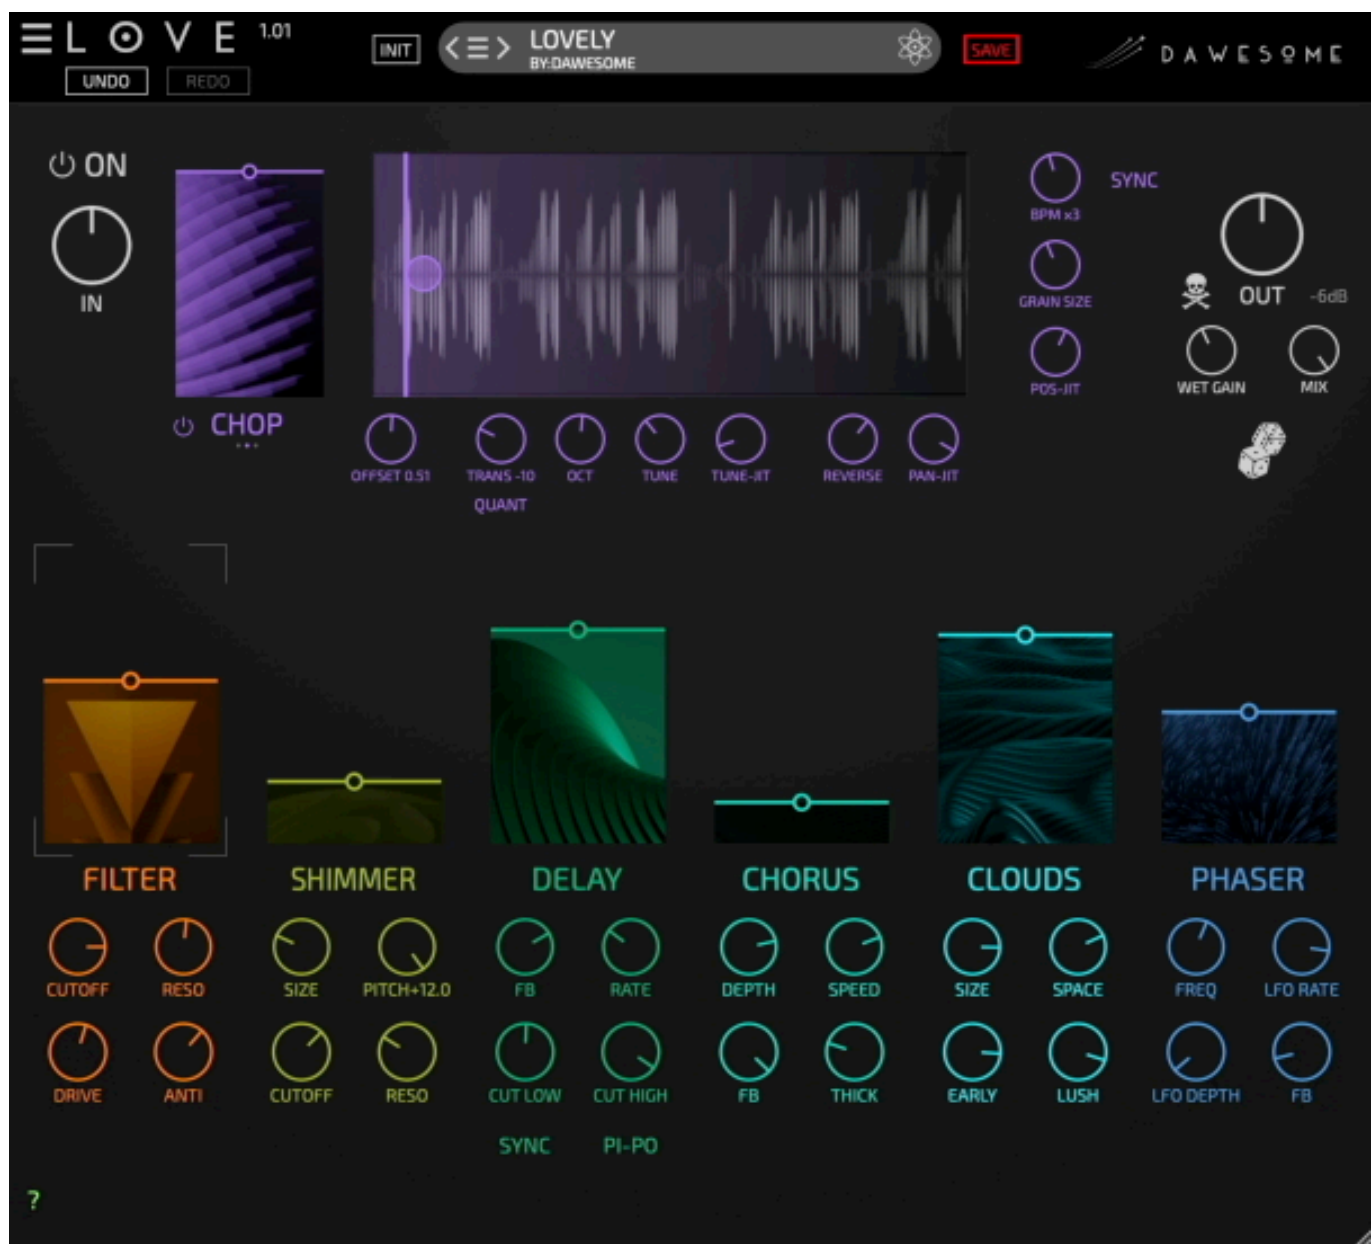 LOVE 1.01
UNDO REDO
INIT
LOVELY
BY:DAWESOME
SAVE
DAWESOME
ON
IN
CHOP
OFFSET 0.51 TRANS -10 OCT TUNE TUNE-JIT REVERSE PAN-JIT
QUANT
BPM x3 SYNC
GRAIN SIZE
POS-JIT
OUT -6dB
WET GAIN MIX
FILTER SHIMMER DELAY CHORUS CLOUDS PHASER
CUTOFF RESO SIZE PITCH+12.0 FB RATE DEPTH SPEED SIZE SPACE FREQ LFO RATE
DRIVE ANTI CUTOFF RESO CUT LOW CUT HIGH FB THICK EARLY LUSH LFO DEPTH FB
SYNC PI-PO
?